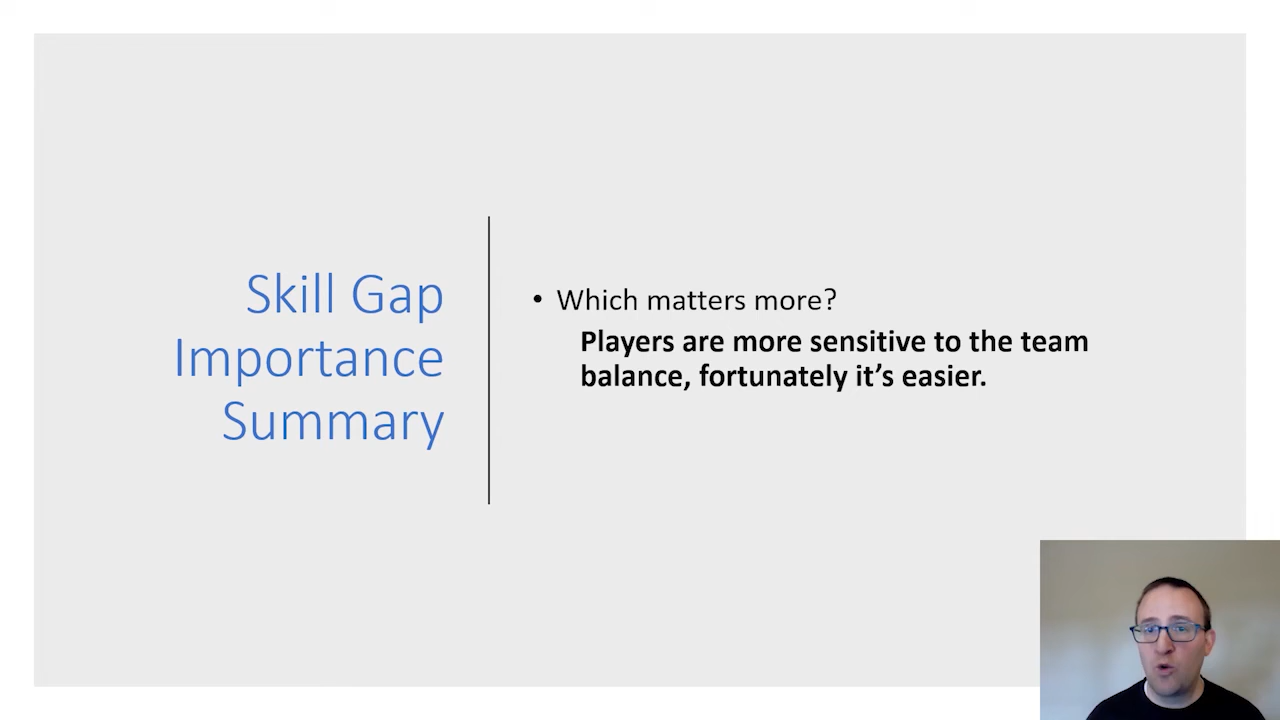 Skill Gap
Importance
Summary
• Which matters more?
Players are more sensitive to the team
balance, fortunately it’s easier.